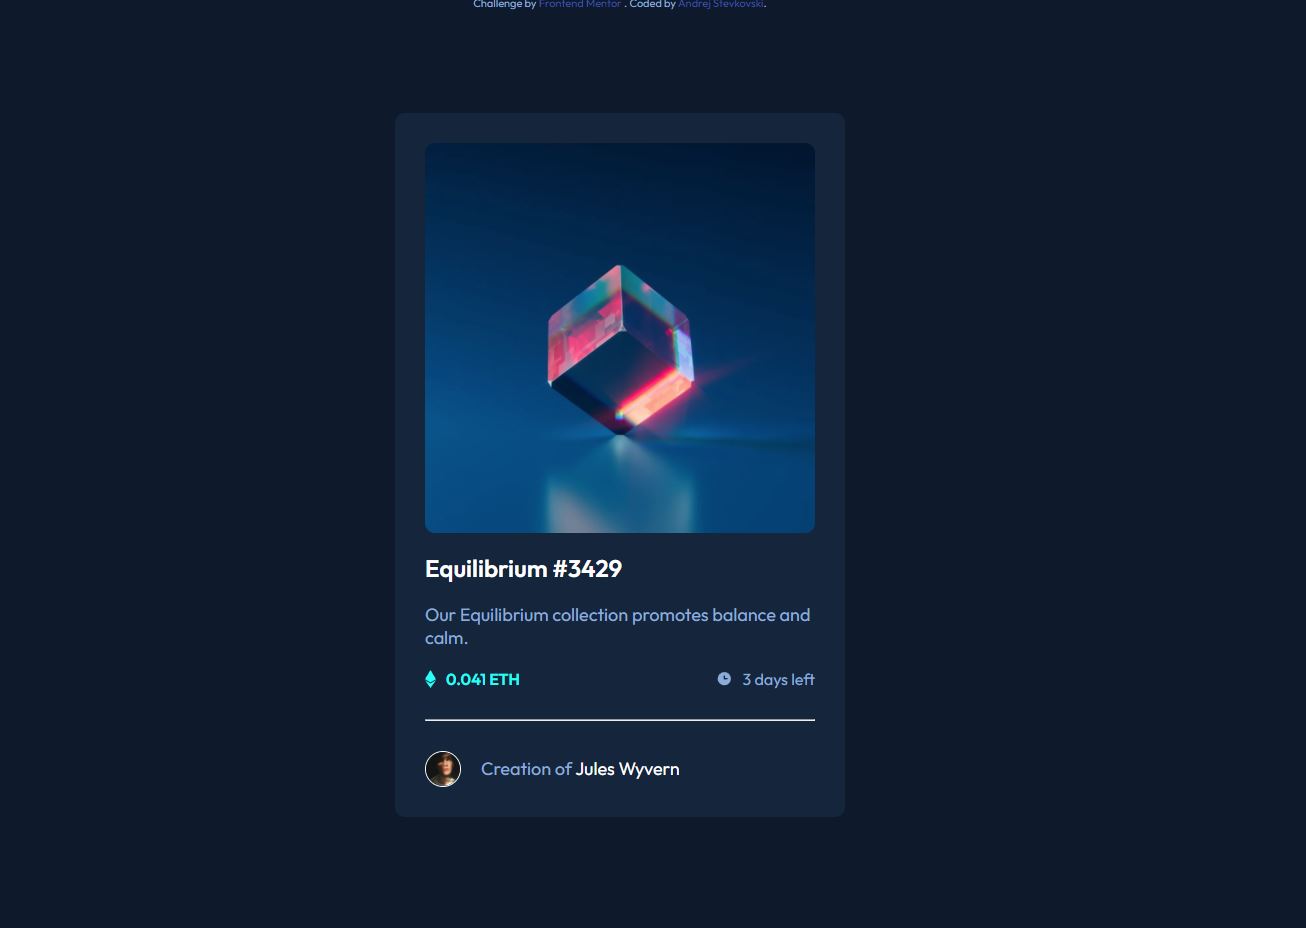 Challenge by Frontend Mentor . Coded by Andrej Stevkovski.
Equilibrium #3429
Our Equilibrium collection promotes balance and
calm.
0.041 ETH
3 days left
Creation of Jules Wyvern